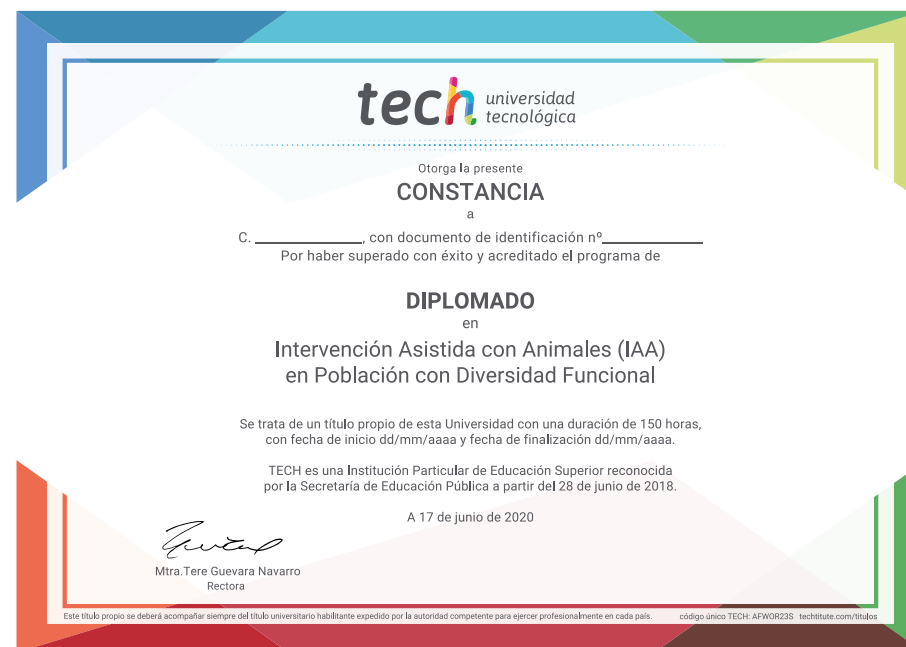 tech universidad
tecnológica
Otorga la presente
CONSTANCIA
a
C. ____________, con documento de identificación nº____________
Por haber superado con éxito y acreditado el programa de
DIPLOMADO
en
Intervención Asistida con Animales (IAA)
en Población con Diversidad Funcional
Se trata de un título propio de esta Universidad con una duración de 150 horas,
con fecha de inicio dd/mm/aaaa y fecha de finalización dd/mm/aaaa.
TECH es una Institución Particular de Educación Superior reconocida
por la Secretaría de Educación Pública a partir del 28 de junio de 2018.
A 17 de junio de 2020
Mtra.Tere Guevara Navarro
Rectora
Este título propio se deberá acompañar siempre del título universitario habilitante expedido por la autoridad competente para ejercer profesionalmente en cada país. código único TECH: AFWOR23S techtitute.com/titulos